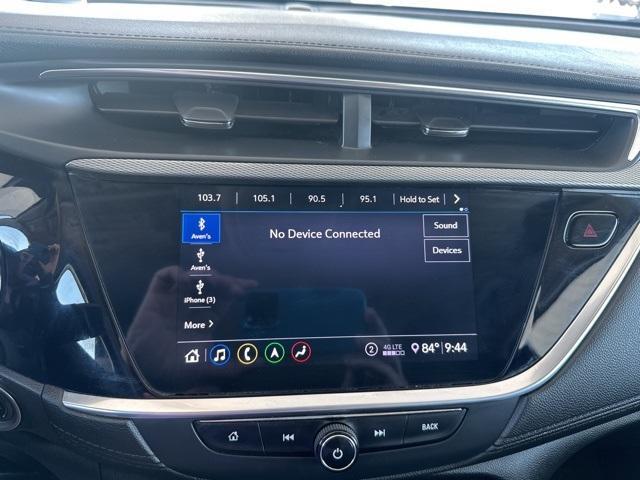 103.7 105.1 90.5 95.1 Hold to Set
Aven's
No Device Connected
Sound
Devices
Aven's
iPhone (3)
More
2 4G LTE 84° 9:44
BACK